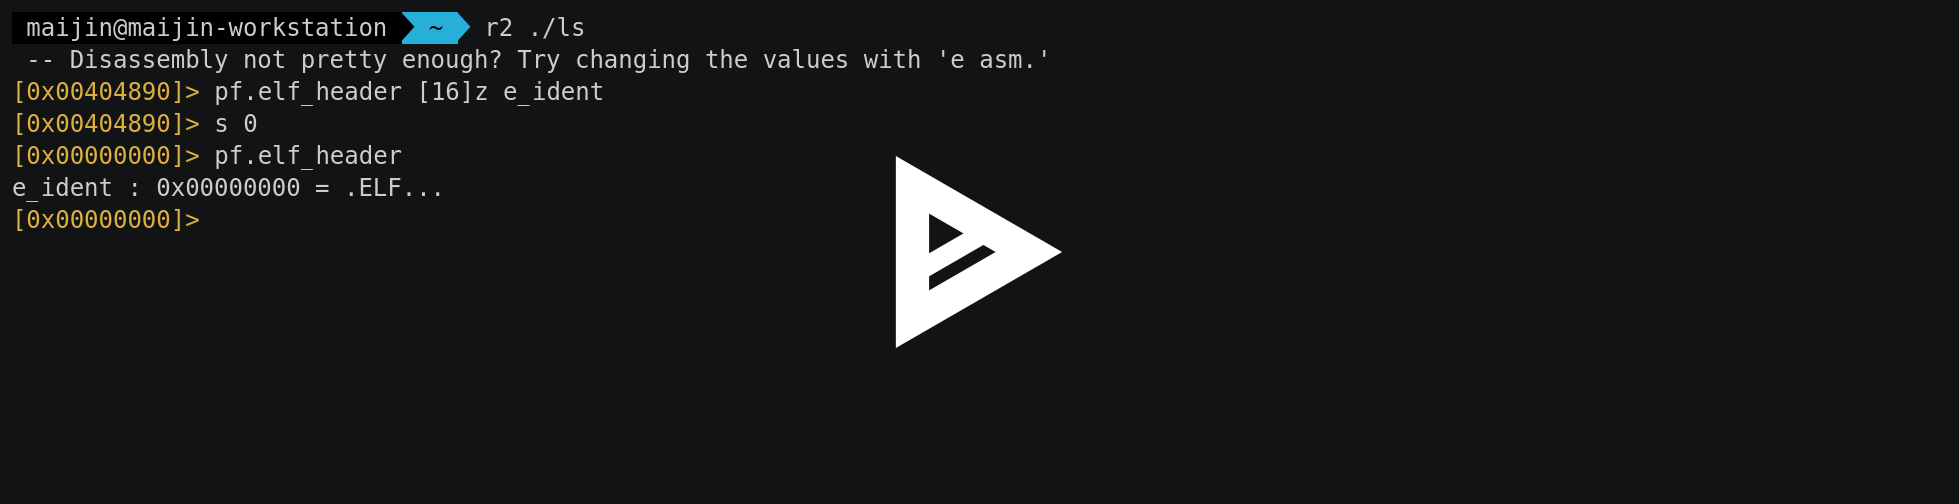 maijin@maijin-workstation ~ r2 ./ls
-- Disassembly not pretty enough? Try changing the values with 'e asm.'
[0x00404890]> pf.elf_header [16]z e_ident
[0x00404890]> s 0
[0x00000000]> pf.elf_header
e_ident : 0x00000000 = .ELF...
[0x00000000]>